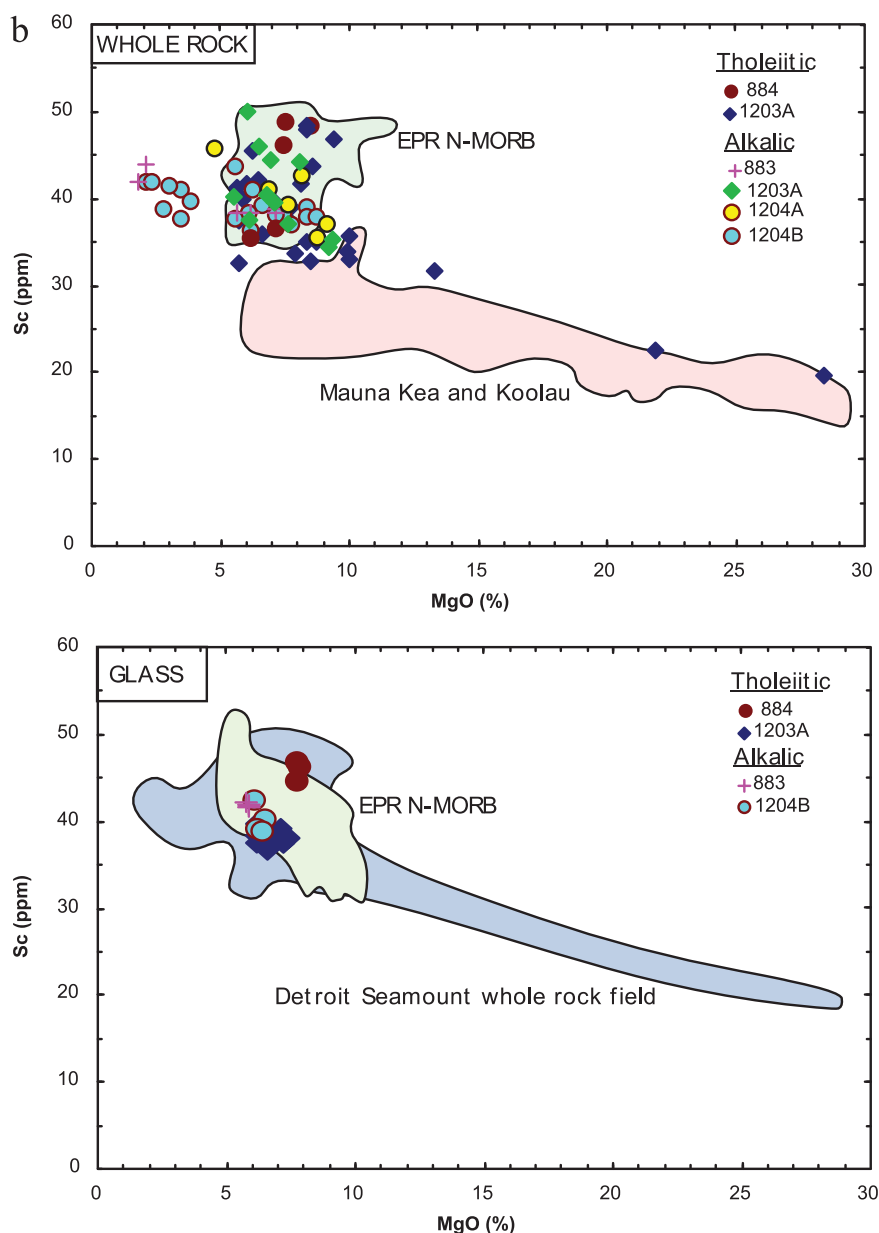 b
WHOLE ROCK
Tholeiitic
884
1203A
Alkalic
883
1203A
1204A
1204B
EPR N-MORB
Mauna Kea and Koolau
60
50
40
30
20
10
0
Sc (ppm)
0 5 10 15 20 25 30
MgO (%)
GLASS
Tholeiitic
884
1203A
Alkalic
883
1204B
EPR N-MORB
Detroit Seamount whole rock field
60
50
40
30
20
10
0
Sc (ppm)
0 5 10 15 20 25 30
MgO (%)